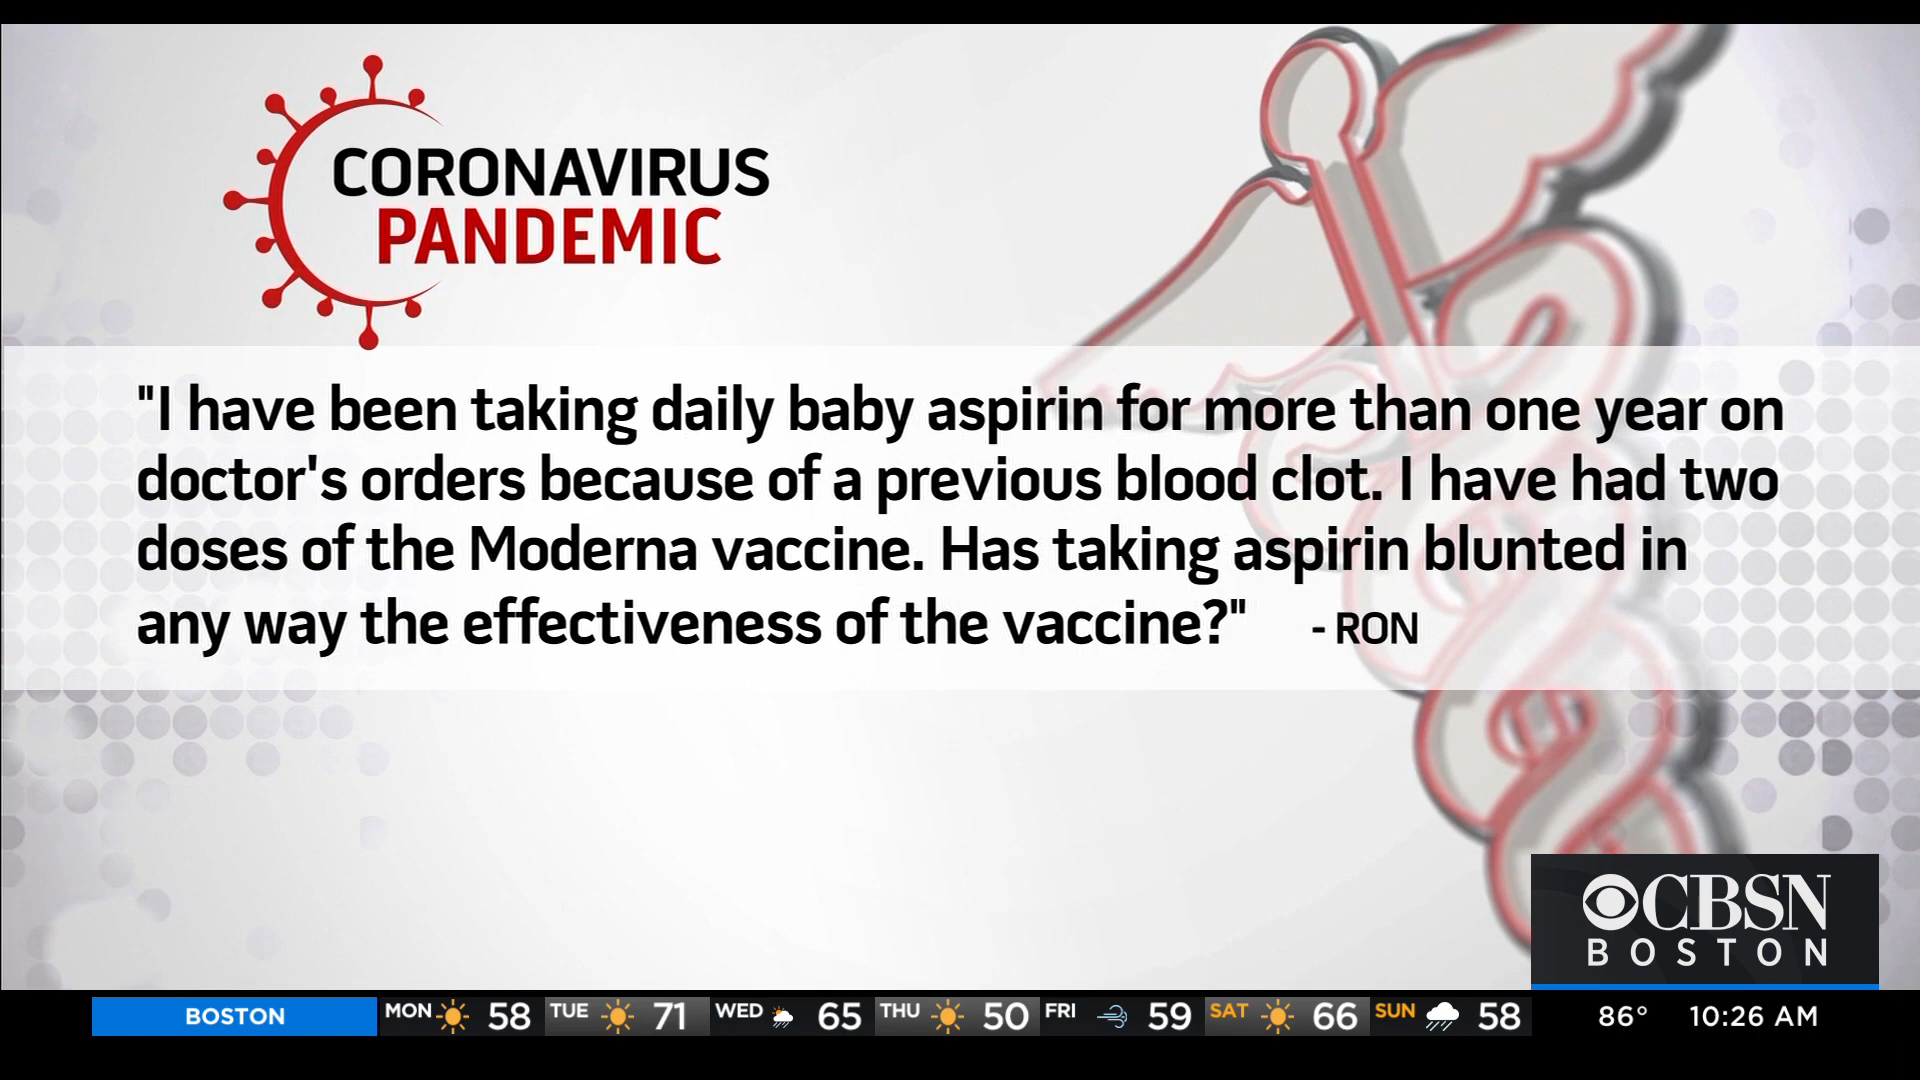 CORONAVIRUS
PANDEMIC
"I have been taking daily baby aspirin for more than one year on
doctor's orders because of a previous blood clot. I have had two
doses of the Moderna vaccine. Has taking aspirin blunted in
any way the effectiveness of the vaccine?" - RON
CBSN
BOSTON
BOSTON MON 58 TUE 71 WED 65 THU 50 FRI 59 SAT 66 SUN 58 86° 10:26 AM